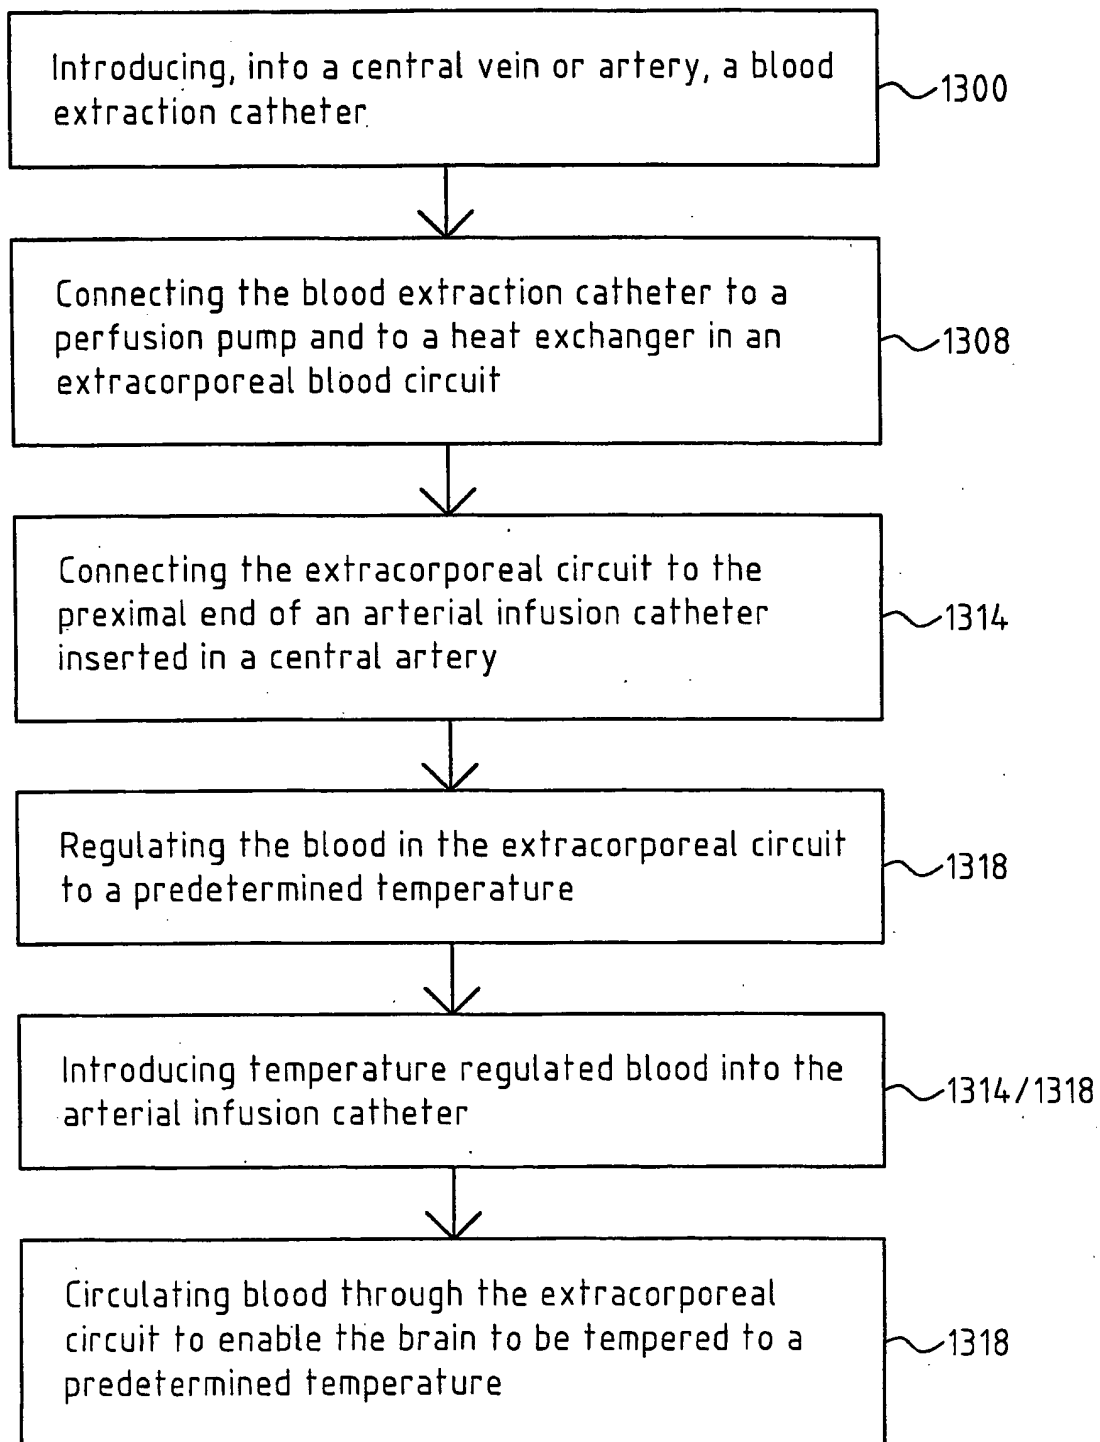 Introducing, into a central vein or artery, a blood
extraction catheter
1300
Connecting the blood extraction catheter to a
perfusion pump and to a heat exchanger in an
extracorporeal blood circuit
1308
Connecting the extracorporeal circuit to the
preximal end of an arterial infusion catheter
inserted in a central artery
1314
Regulating the blood in the extracorporeal circuit
to a predetermined temperature
1318
Introducing temperature regulated blood into the
arterial infusion catheter
1314/1318
Circulating blood through the extracorporeal
circuit to enable the brain to be tempered to a
predetermined temperature
1318